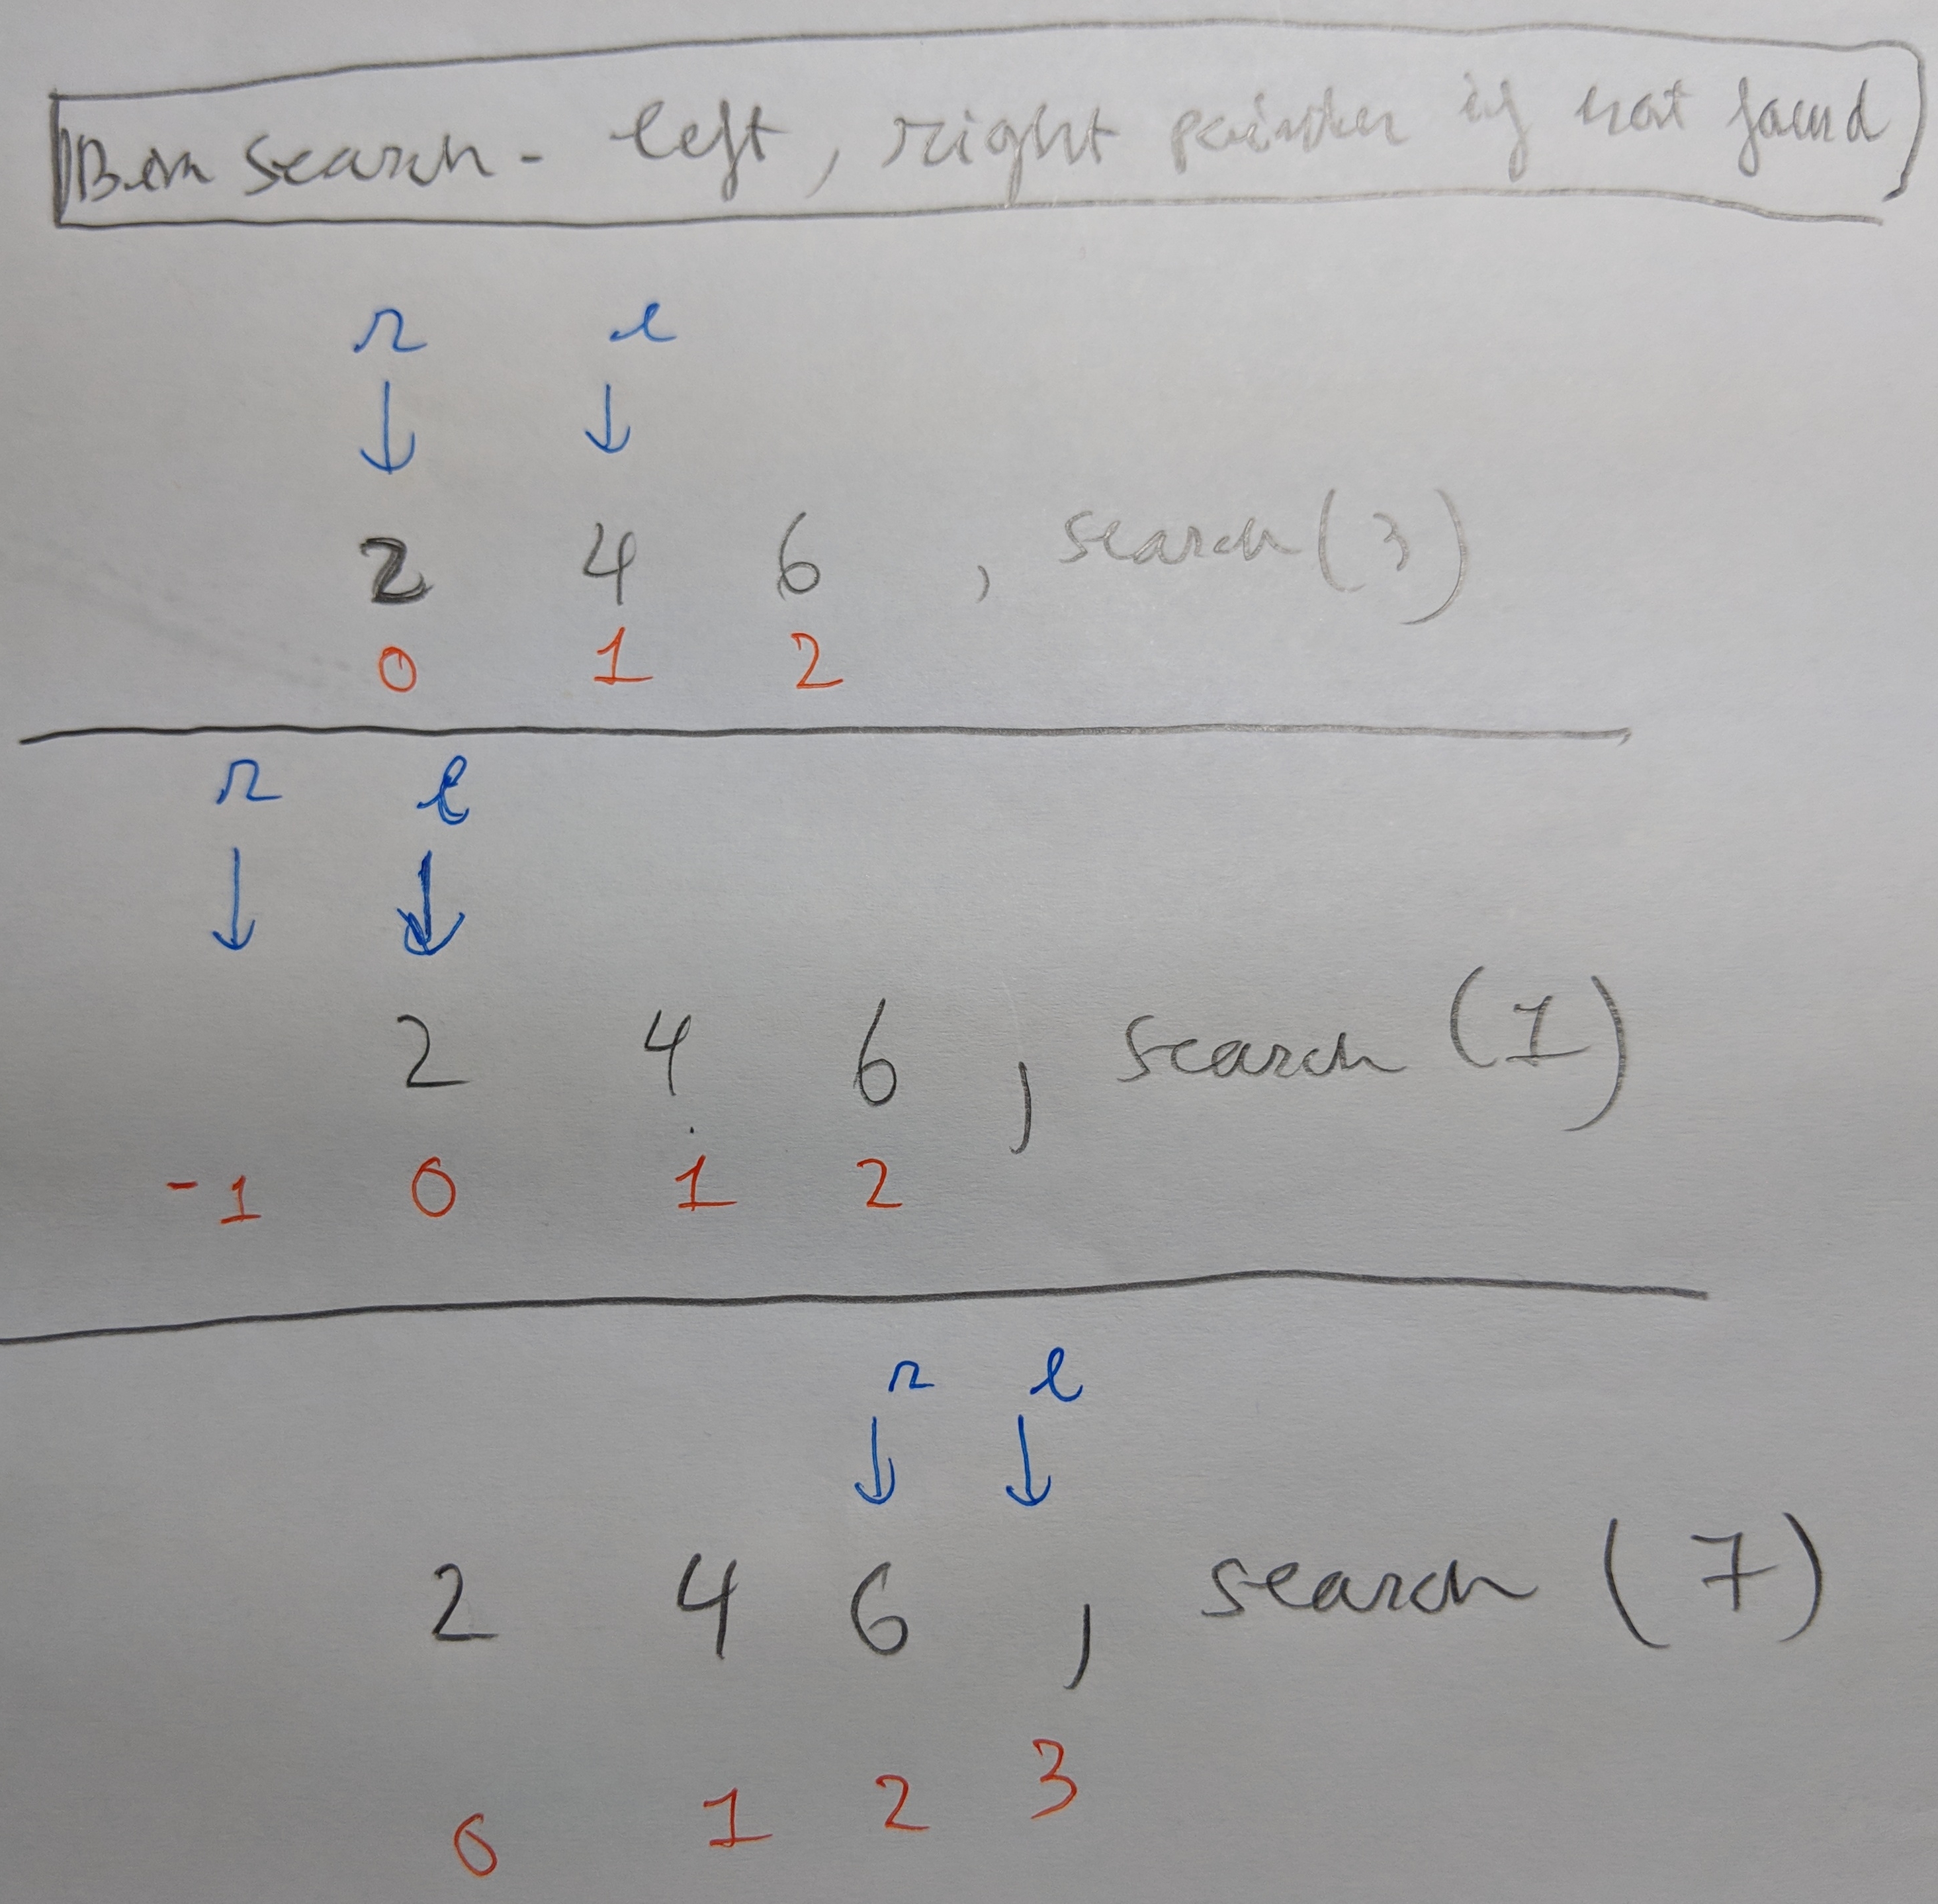 Bin search - left, right pointer if not found
r l
↓ ↓
2 4 6 , search(3)
0 1 2
r l
↓ ↓
2 4 6 , search(1)
-1 0 1 2
r l
↓ ↓
2 4 6 , search(7)
0 1 2 3